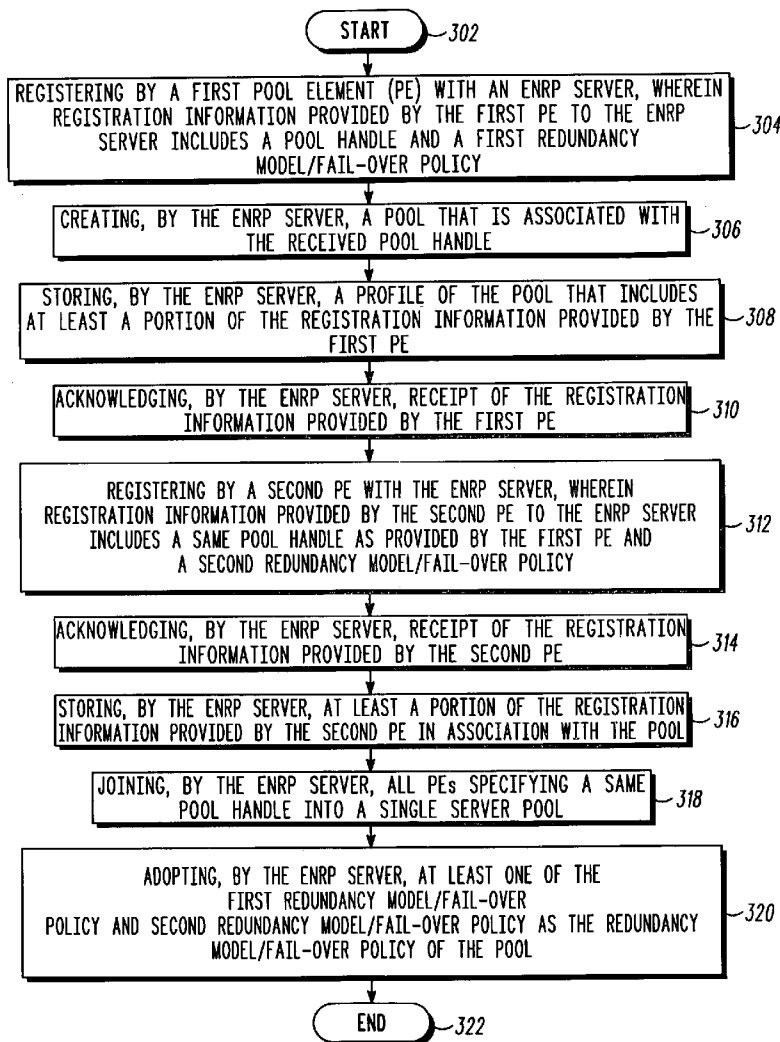 START
302
REGISTERING BY A FIRST POOL ELEMENT (PE) WITH AN ENRP SERVER, WHEREIN
REGISTRATION INFORMATION PROVIDED BY THE FIRST PE TO THE ENRP
SERVER INCLUDES A POOL HANDLE AND A FIRST REDUNDANCY
MODEL/FAIL-OVER POLICY
304
CREATING, BY THE ENRP SERVER, A POOL THAT IS ASSOCIATED WITH
THE RECEIVED POOL HANDLE
306
STORING, BY THE ENRP SERVER, A PROFILE OF THE POOL THAT INCLUDES
AT LEAST A PORTION OF THE REGISTRATION INFORMATION PROVIDED BY THE
FIRST PE
308
ACKNOWLEDGING, BY THE ENRP SERVER, RECEIPT OF THE REGISTRATION
INFORMATION PROVIDED BY THE FIRST PE
310
REGISTERING BY A SECOND PE WITH THE ENRP SERVER, WHEREIN
REGISTRATION INFORMATION PROVIDED BY THE SECOND PE TO THE ENRP SERVER
INCLUDES A SAME POOL HANDLE AS PROVIDED BY THE FIRST PE AND
A SECOND REDUNDANCY MODEL/FAIL-OVER POLICY
312
ACKNOWLEDGING, BY THE ENRP SERVER, RECEIPT OF THE REGISTRATION
INFORMATION PROVIDED BY THE SECOND PE
314
STORING, BY THE ENRP SERVER, AT LEAST A PORTION OF THE REGISTRATION
INFORMATION PROVIDED BY THE SECOND PE IN ASSOCIATION WITH THE POOL
316
JOINING, BY THE ENRP SERVER, ALL PEs SPECIFYING A SAME
POOL HANDLE INTO A SINGLE SERVER POOL
318
ADOPTING, BY THE ENRP SERVER, AT LEAST ONE OF THE
FIRST REDUNDANCY MODEL/FAIL-OVER
POLICY AND SECOND REDUNDANCY MODEL/FAIL-OVER POLICY AS THE REDUNDANCY
MODEL/FAIL-OVER POLICY OF THE POOL
320
END
322